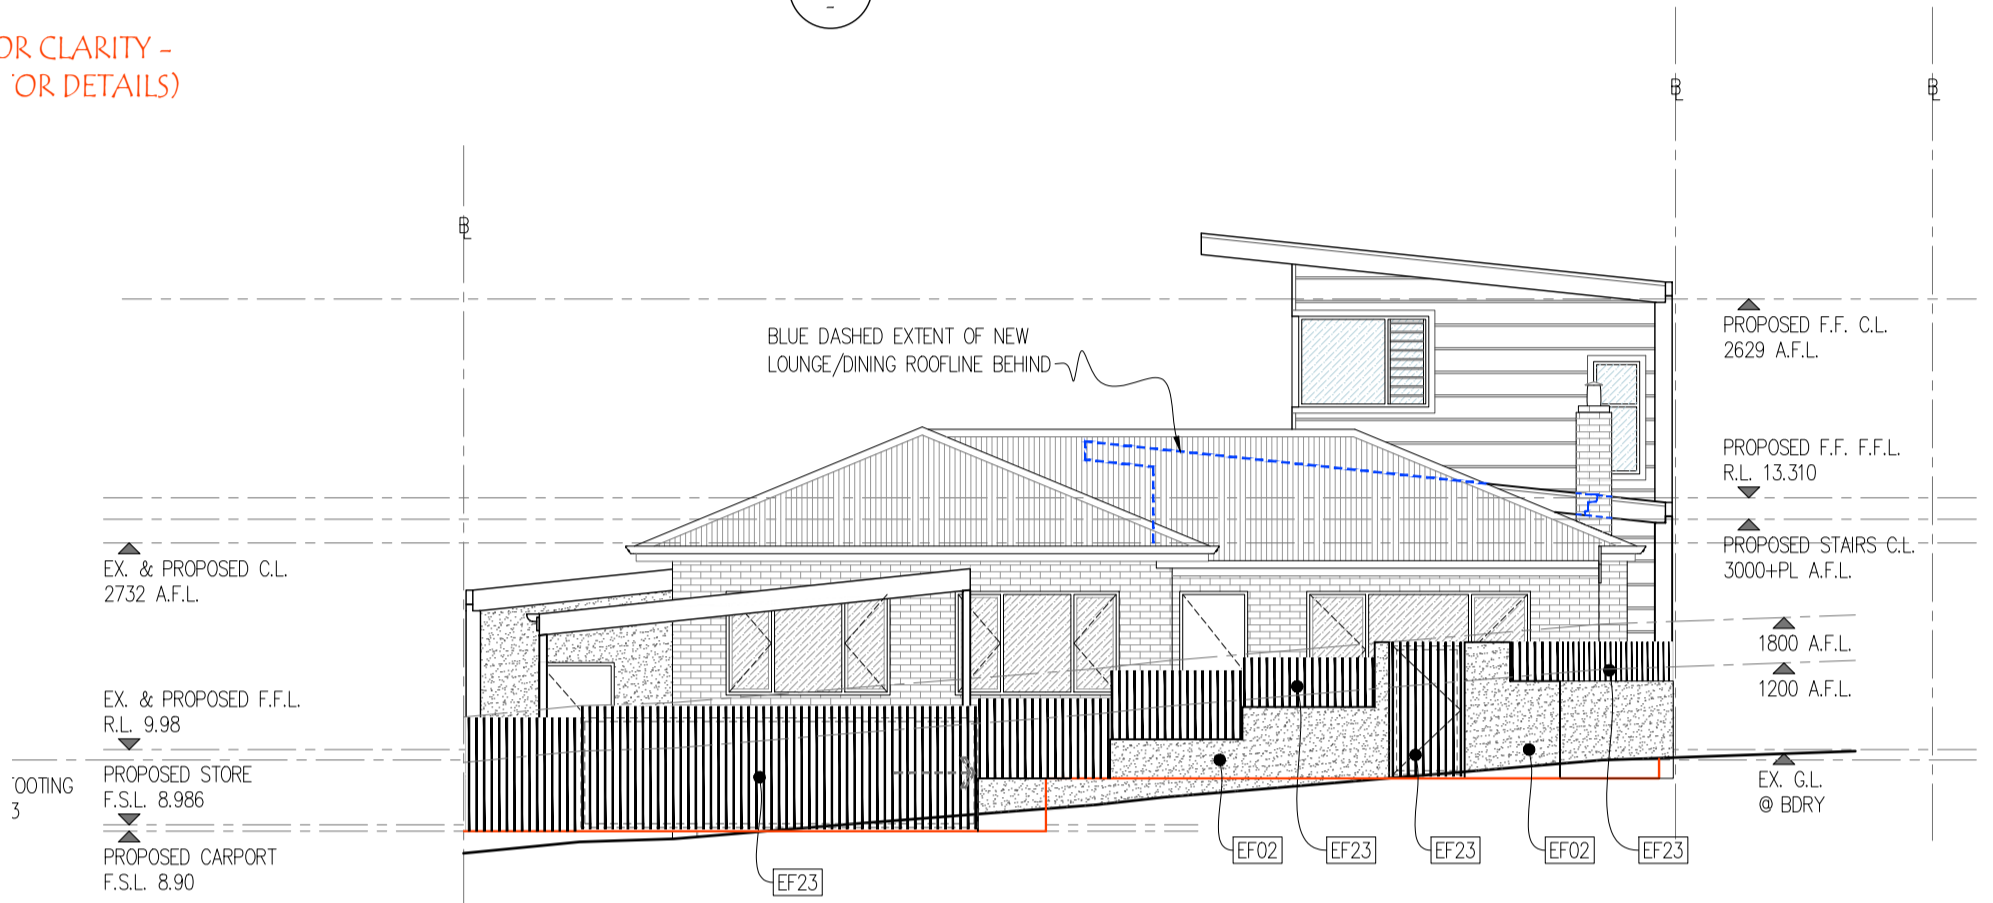 -
OR CLARITY -
OR DETAILS)
BL
BL
BL
BLUE DASHED EXTENT OF NEW
LOUNGE/DINING ROOFLINE BEHIND
PROPOSED F.F. C.L.
2629 A.F.L.
PROPOSED F.F. F.F.L.
R.L. 13.310
PROPOSED STAIRS C.L.
3000+PL A.F.L.
1800 A.F.L.
1200 A.F.L.
EX. G.L.
@ BDRY
EX. & PROPOSED C.L.
2732 A.F.L.
EX. & PROPOSED F.F.L.
R.L. 9.98
PROPOSED STORE
F.S.L. 8.986
PROPOSED CARPORT
F.S.L. 8.90
OOTING
3
EF23
EF02
EF23
EF23
EF02
EF23